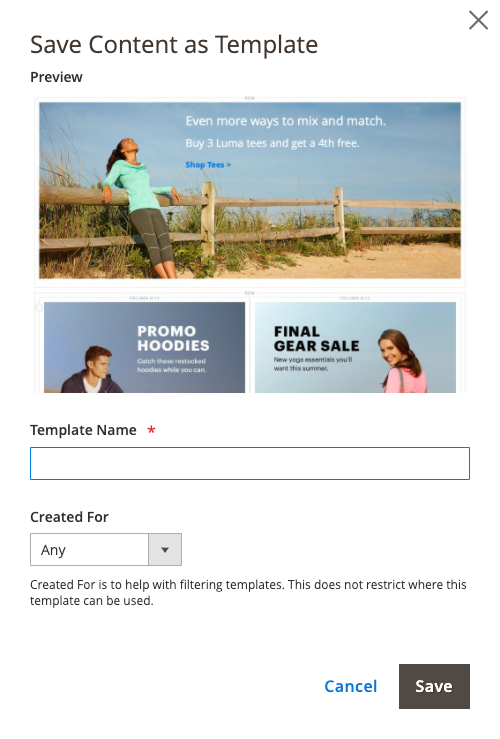 Save Content as Template
Preview
ROW
Even more ways to mix and match.
Buy 3 Luma tees and get a 4th free.
Shop Tees >
ROW
COLUMN 6/12
COLUMN 6/12
PROMO
HOODIES
Catch these restocked
hoodies while you can.
FINAL
GEAR SALE
New yoga essentials you'll
want this summer.
Template Name *
Created For
Any
Created For is to help with filtering templates. This does not restrict where this
template can be used.
Cancel
Save